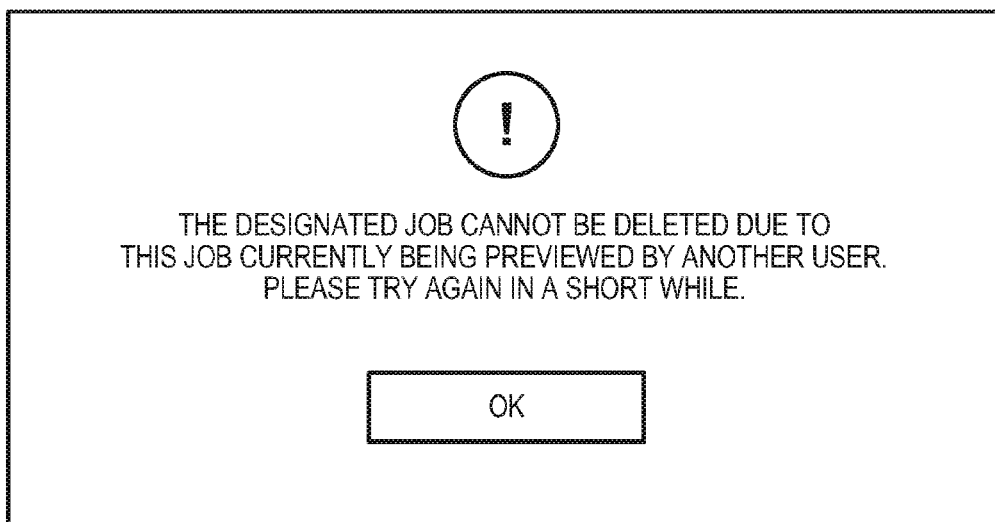 !
THE DESIGNATED JOB CANNOT BE DELETED DUE TO
THIS JOB CURRENTLY BEING PREVIEWED BY ANOTHER USER.
PLEASE TRY AGAIN IN A SHORT WHILE.
OK